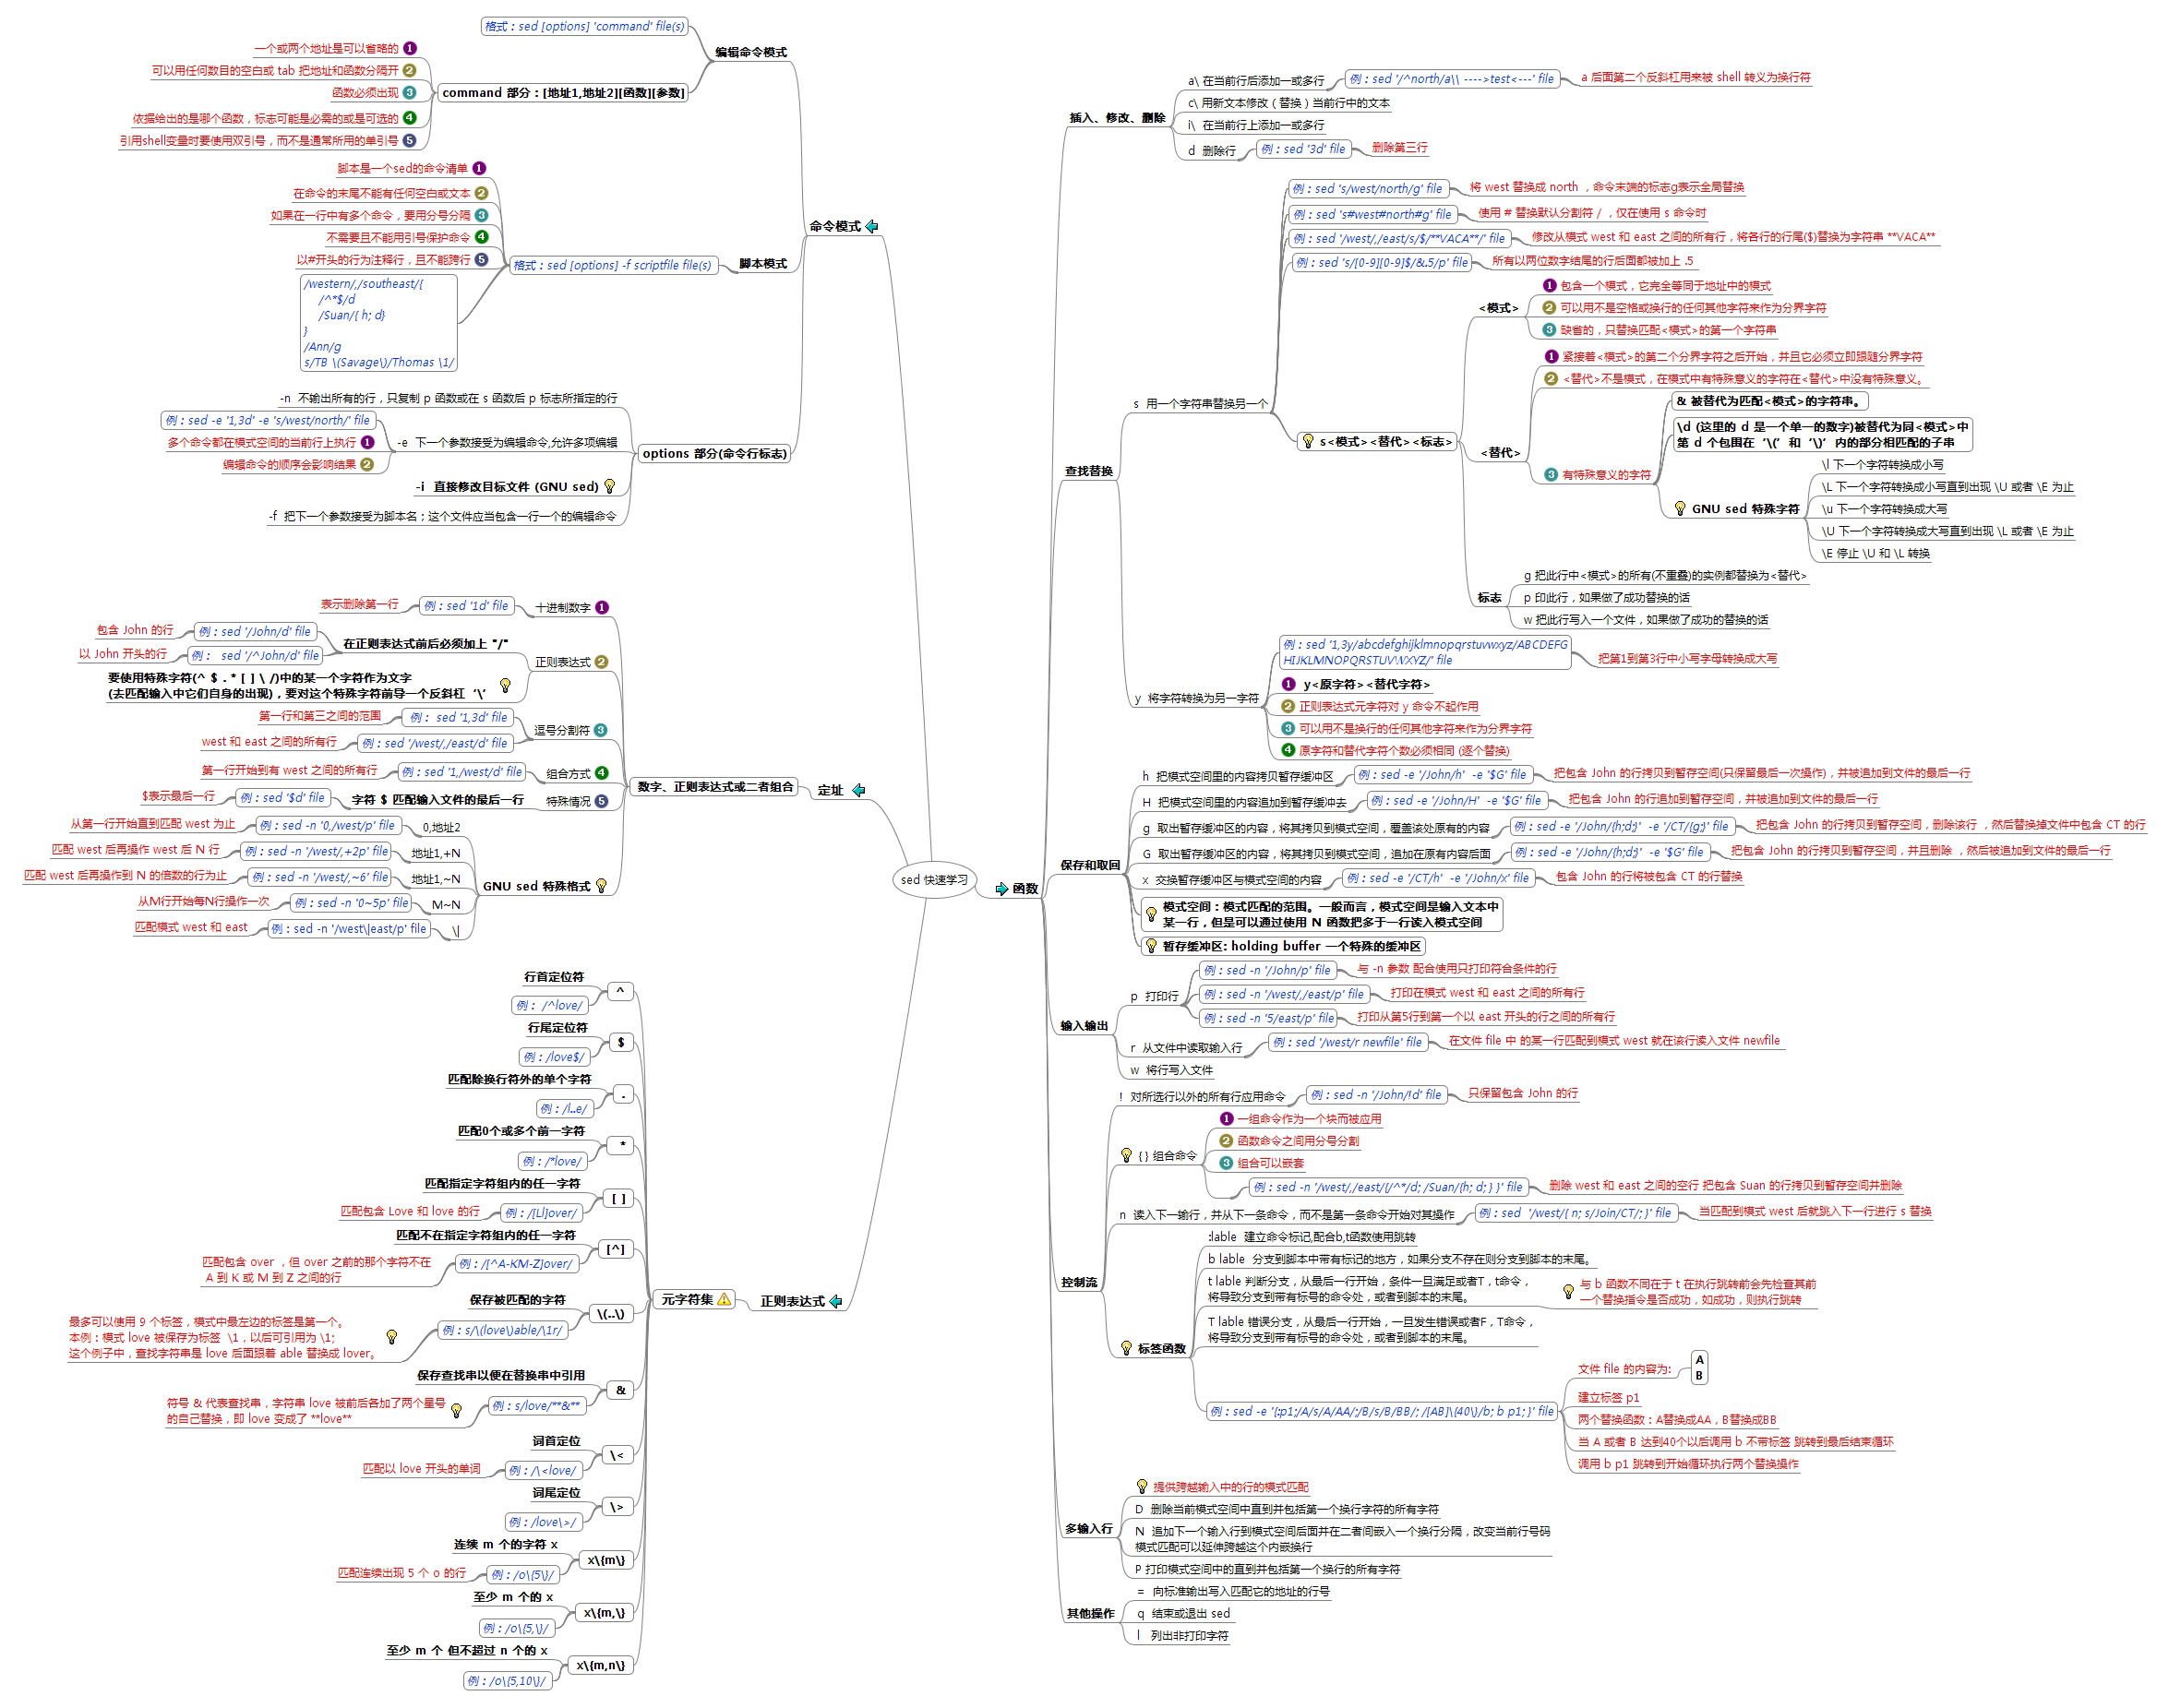 sed 快速学习
命令模式
编辑命令模式
格式：sed [options] 'command' file(s)
command 部分：[地址1,地址2][函数][参数]
一个或两个地址是可以省略的 1
可以用任何数目的空白或 tab 把地址和函数分隔开 2
函数必须出现 3
依据给出的是哪个函数，标志可能是必需的或是可选的 4
引用shell变量时要使用双引号，而不是通常所用的单引号 5
脚本模式
格式：sed [options] -f scriptfile file(s)
脚本是一个sed的命令清单 1
在命令的末尾不能有任何空白或文本 2
如果在一行中有多个命令，要用分号分隔 3
不需要且不能用引号保护命令 4
以#开头的行为注释行，且不能跨行 5
/western/,/southeast/{
/^*$/d
/Suan/{ h; d}
}
/Ann/g
s/TB \(Savage\)/Thomas \1/
options 部分(命令行标志)
-n 不输出所有的行，只复制 p 函数或在 s 函数后 p 标志所指定的行
-e 下一个参数接受为编辑命令,允许多项编辑
例：sed -e '1,3d' -e 's/west/north/' file
多个命令都在模式空间的当前行上执行 1
编辑命令的顺序会影响结果 2
-i 直接修改目标文件 (GNU sed)
-f 把下一个参数接受为脚本名；这个文件应当包含一行一个的编辑命令
定址
数字、正则表达式或二者组合
十进制数字 1
例：sed '1d' file
表示删除第一行
正则表达式 2
在正则表达式前后必须加上 "/"
例：sed '/John/d' file
包含 John 的行
例： sed '/^John/d' file
以 John 开头的行
要使用特殊字符(^ $ . * [ ] \ /)中的某一个字符作为文字
(去匹配输入中它们自身的出现)，要对这个特殊字符前导一个反斜杠‘\’
逗号分割符 3
例： sed '1,3d' file
第一行和第三之间的范围
例：sed '/west/,/east/d' file
west 和 east 之间的所有行
组合方式 4
例：sed '1,/west/d' file
第一行开始到有 west 之间的所有行
特殊情况 5
字符 $ 匹配输入文件的最后一行
例：sed '$d' file
$表示最后一行
GNU sed 特殊格式
0,地址2
例：sed -n '0,/west/p' file
从第一行开始直到匹配 west 为止
地址1,+N
例：sed -n '/west/,+2p' file
匹配 west 后再操作 west 后 N 行
地址1,~N
例：sed -n '/west/,~6' file
匹配 west 后再操作到 N 的倍数的行为止
M~N
例：sed -n '0~5p' file
从M行开始每N行操作一次
\|
例：sed -n '/west\|east/p' file
匹配模式 west 和 east
正则表达式
元字符集
^
行首定位符
例： /^love/
$
行尾定位符
例：/love$/
.
匹配除换行符外的单个字符
例：/l..e/
*
匹配0个或多个前一字符
例：/*love/
[ ]
匹配指定字符组内的任一字符
例：/[Ll]over/
匹配包含 Love 和 love 的行
[^]
匹配不在指定字符组内的任一字符
例：/[^A-KM-Z]over/
匹配包含 over ，但 over 之前的那个字符不在
A 到 K 或 M 到 Z 之间的行
\(..\)
保存被匹配的字符
例：s/\(love\)able/\1r/
最多可以使用 9 个标签，模式中最左边的标签是第一个。
本例：模式 love 被保存为标签 \1，以后可引用为 \1;
这个例子中，查找字符串是 love 后面跟着 able 替换成 lover。
&
保存查找串以便在替换串中引用
例：s/love/**&**
符号 & 代表查找串，字符串 love 被前后各加了两个星号
的自己替换，即 love 变成了 **love**
\<
词首定位
例：/\<love/
匹配以 love 开头的单词
\>
词尾定位
例：/love\>/
x\{m\}
连续 m 个的字符 x
例：/o\{5\}/
匹配连续出现 5 个 o 的行
x\{m,\}
至少 m 个的 x
例：/o\{5,\}/
x\{m,n\}
至少 m 个 但不超过 n 个的 x
例：/o\{5,10\}/
函数
插入、修改、删除
a\ 在当前行后添加一或多行
例：sed '/^north/a\\ ---->test<---' file
a 后面第二个反斜杠用来被 shell 转义为换行符
c\ 用新文本修改（替换）当前行中的文本
i\ 在当前行上添加一或多行
d 删除行
例：sed '3d' file
删除第三行
查找替换
s 用一个字符串替换另一个
例：sed 's/west/north/g' file
将 west 替换成 north ，命令末端的标志g表示全局替换
例：sed 's#west#north#g' file
使用 # 替换默认分割符 / ，仅在使用 s 命令时
例：sed '/west/,/east/s/$/**VACA**/' file
修改从模式 west 和 east 之间的所有行，将各行的行尾($)替换为字符串 **VACA**
例：sed 's/[0-9][0-9]$/&.5/p' file
所有以两位数字结尾的行后面都被加上 .5
s<模式><替代><标志>
<模式>
1 包含一个模式，它完全等同于地址中的模式
2 可以用不是空格或换行的任何其他字符来作为分界字符
3 缺省的，只替换匹配<模式>的第一个字符串
<替代>
1 紧接着<模式>的第二个分界字符之后开始，并且它必须立即跟随分界字符
2 <替代>不是模式，在模式中有特殊意义的字符在<替代>中没有特殊意义。
3 有特殊意义的字符
& 被替代为匹配<模式>的字符串。
\d (这里的 d 是一个单一的数字)被替代为同<模式>中
第 d 个包围在‘\(’和‘\)’内的部分相匹配的子串
GNU sed 特殊字符
\l 下一个字符转换成小写
\L 下一个字符转换成小写直到出现 \U 或者 \E 为止
\u 下一个字符转换成大写
\U 下一个字符转换成大写直到出现 \L 或者 \E 为止
\E 停止 \U 和 \L 转换
标志
g 把此行中<模式>的所有(不重叠)的实例都替换为<替代>
p 印此行，如果做了成功替换的话
w 把此行写入一个文件，如果做了成功的替换的话
y 将字符转换为另一字符
例：sed '1,3y/abcdefghijklmnopqrstuvwxyz/ABCDEFG
HIJKLMNOPQRSTUVWXYZ/' file
把第1到第3行中小写字母转换成大写
1 y<原字符><替代字符>
2 正则表达式元字符对 y 命令不起作用
3 可以用不是换行的任何其他字符来作为分界字符
4 原字符和替代字符个数必须相同 (逐个替换)
保存和取回
h 把模式空间里的内容拷贝暂存缓冲区
例：sed -e '/John/h' -e '$G' file
把包含 John 的行拷贝到暂存空间(只保留最后一次操作)，并被追加到文件的最后一行
H 把模式空间里的内容追加到暂存缓冲去
例：sed -e '/John/H' -e '$G' file
把包含 John 的行追加到暂存空间，并被追加到文件的最后一行
g 取出暂存缓冲区的内容，将其拷贝到模式空间，覆盖该处原有的内容
例：sed -e '/John/{h;d;}' -e '/CT/{g;}' file
把包含 John 的行拷贝到暂存空间，删除该行 ，然后替换掉文件中包含 CT 的行
G 取出暂存缓冲区的内容，将其拷贝到模式空间，追加在原有内容后面
例：sed -e '/John/{h;d;}' -e '$G' file
把包含 John 的行拷贝到暂存空间，并且删除 ，然后被追加到文件的最后一行
x 交换暂存缓冲区与模式空间的内容
例：sed -e '/CT/h' -e '/John/x' file
包含 John 的行将被包含 CT 的行替换
模式空间：模式匹配的范围。一般而言，模式空间是输入文本中
某一行，但是可以通过使用 N 函数把多于一行读入模式空间
暂存缓冲区: holding buffer 一个特殊的缓冲区
输入输出
p 打印行
例：sed -n '/John/p' file
与 -n 参数 配合使用只打印符合条件的行
例：sed -n '/west/,/east/p' file
打印在模式 west 和 east 之间的所有行
例：sed -n '5/east/p' file
打印从第5行到第一个以 east 开头的行之间的所有行
r 从文件中读取输入行
例：sed '/west/r newfile' file
在文件 file 中 的某一行匹配到模式 west 就在该行读入文件 newfile
w 将行写入文件
控制流
! 对所选行以外的所有行应用命令
例：sed -n '/John/!d' file
只保留包含 John 的行
{ } 组合命令
1 一组命令作为一个块而被应用
2 函数命令之间用分号分割
3 组合可以嵌套
例：sed -n '/west/,/east/{/^*/d; /Suan/{h; d; } }' file
删除 west 和 east 之间的空行 把包含 Suan 的行拷贝到暂存空间并删除
n 读入下一输行，并从下一条命令，而不是第一条命令开始对其操作
例：sed '/west/{ n; s/Join/CT/; }' file
当匹配到模式 west 后就跳入下一行进行 s 替换
标签函数
:lable 建立命令标记,配合b,t函数使用跳转
b lable 分支到脚本中带有标记的地方，如果分支不存在则分支到脚本的末尾。
t lable 判断分支，从最后一行开始，条件一旦满足或者T，t命令，
将导致分支到带有标号的命令处，或者到脚本的末尾。
与 b 函数不同在于 t 在执行跳转前会先检查其前
一个替换指令是否成功，如成功，则执行跳转
T lable 错误分支，从最后一行开始，一旦发生错误或者F，T命令，
将导致分支到带有标号的命令处，或者到脚本的末尾。
例：sed -e '{:p1;/A/s/A/AA/;/B/s/B/BB/; /[AB]\{40\}/b; b p1; }' file
文件 file 的内容为:
A
B
建立标签 p1
两个替换函数：A替换成AA，B替换成BB
当 A 或者 B 达到40个以后调用 b 不带标签 跳转到最后结束循环
调用 b p1 跳转到开始循环执行两个替换操作
多输入行
提供跨越输入中的行的模式匹配
D 删除当前模式空间中直到并包括第一个换行字符的所有字符
N 追加下一个输入行到模式空间后面并在二者间嵌入一个换行分隔，改变当前行号码
模式匹配可以延伸跨越这个内嵌换行
P 打印模式空间中的直到并包括第一个换行的所有字符
其他操作
= 向标准输出写入匹配它的地址的行号
q 结束或退出 sed
l 列出非打印字符